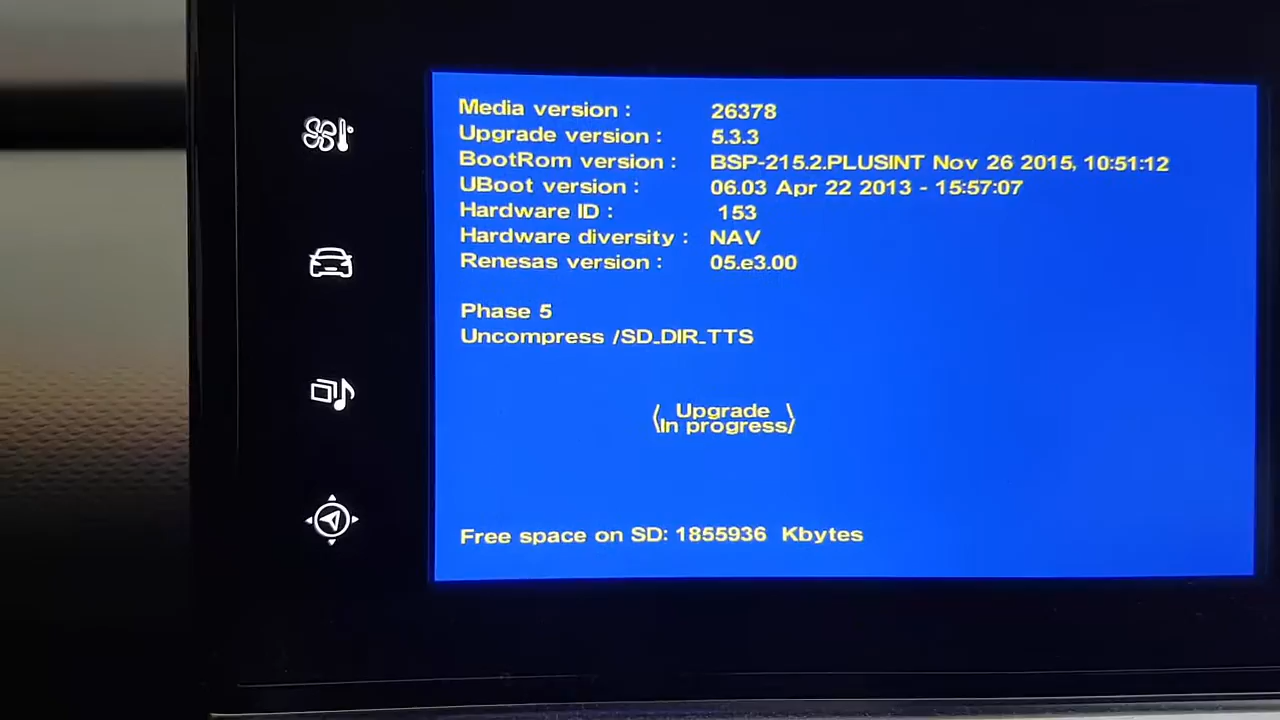 Media version : 26378
Upgrade version : 5.3.3
BootRom version : BSP-215.2.PLUSINT Nov 26 2015, 10:51:12
UBoot version : 06.03 Apr 22 2013 - 15:57:07
Hardware ID : 153
Hardware diversity : NAV
Renesas version : 05.e3.00
Phase 5
Uncompress /SD_DIR_TTS
/ Upgrade \
\In progress/
Free space on SD: 1855936 Kbytes